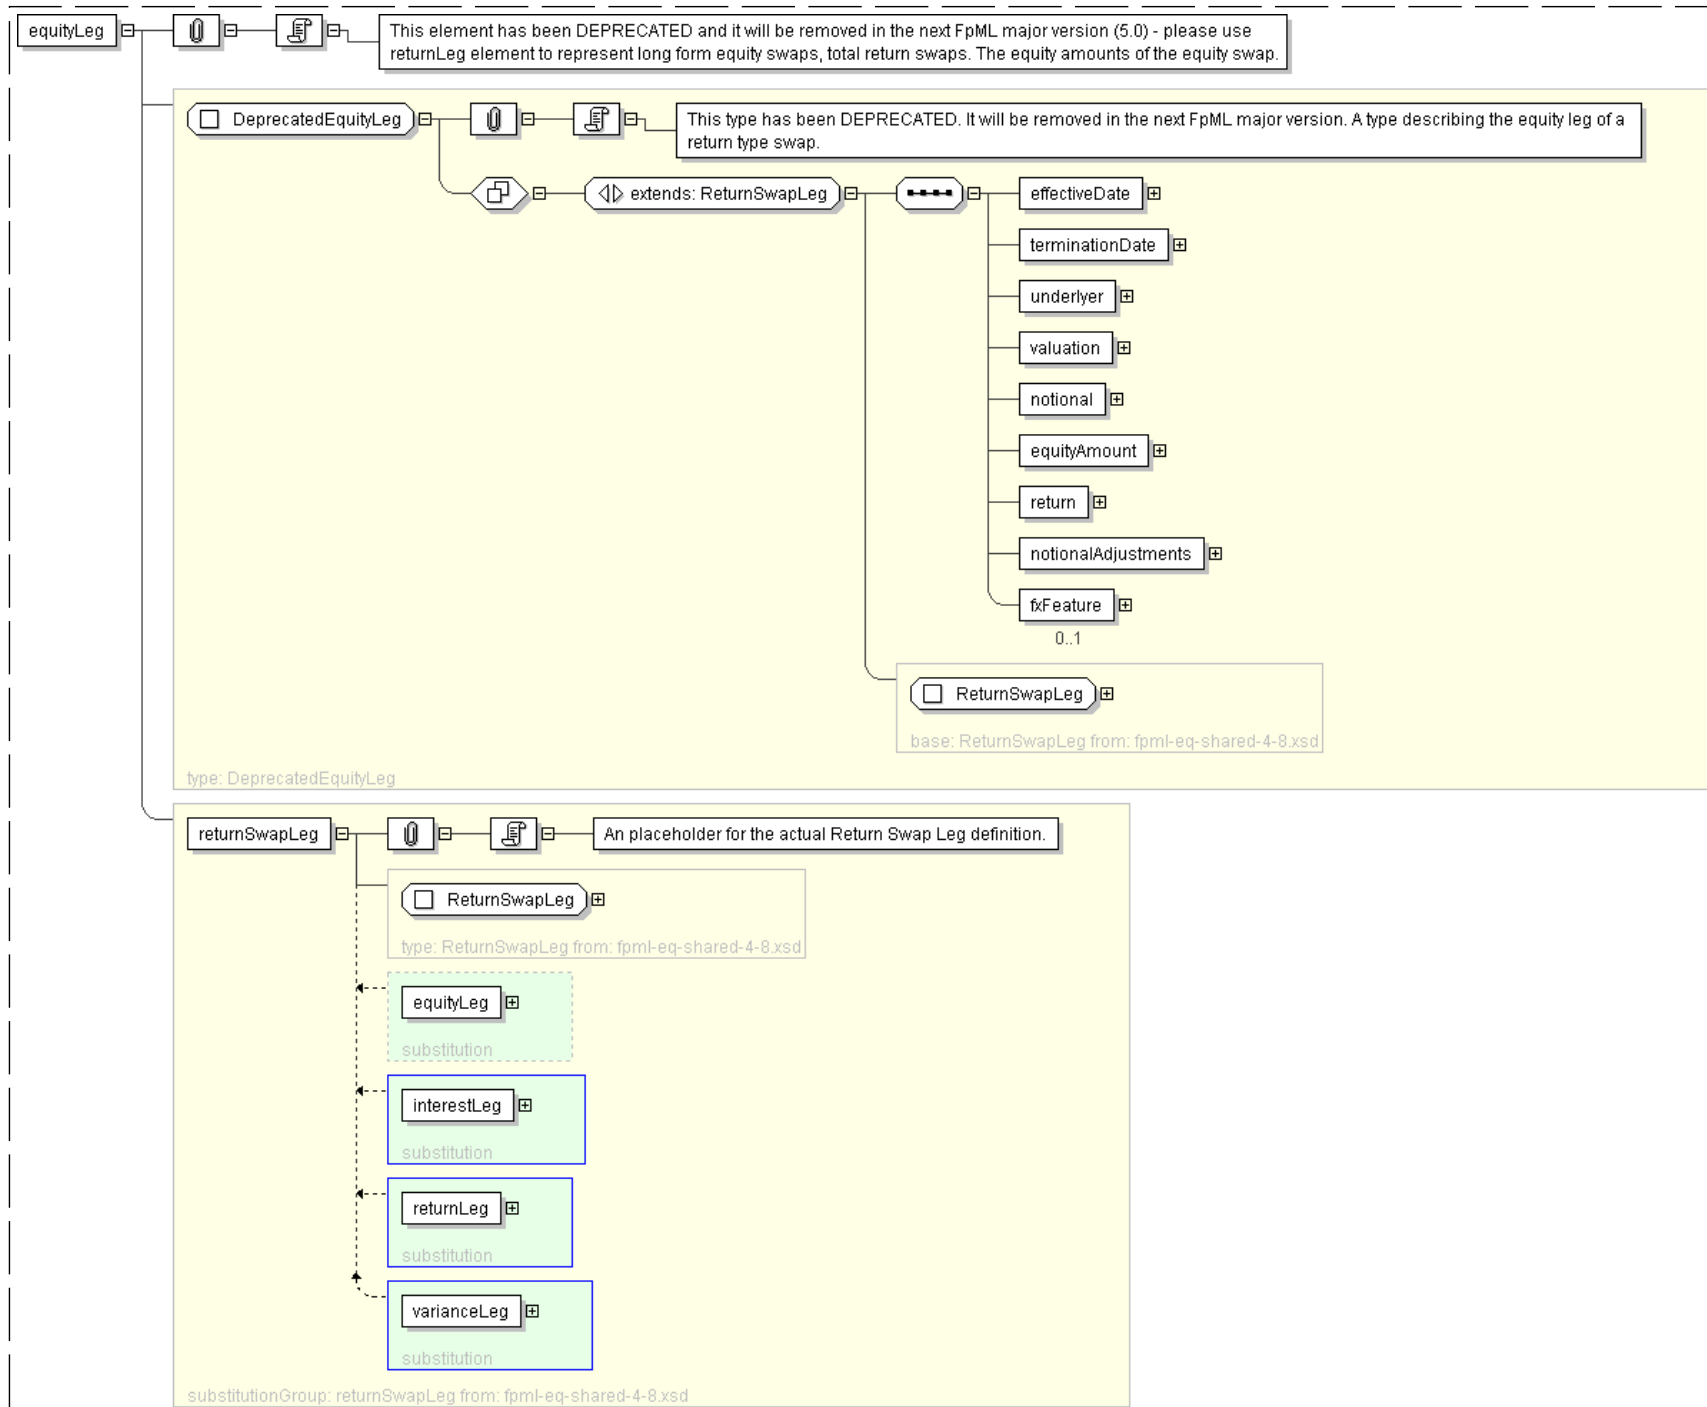 equityLeg
This element has been DEPRECATED and it will be removed in the next FpML major version (5.0) - please use
returnLeg element to represent long form equity swaps, total return swaps. The equity amounts of the equity swap.
DeprecatedEquityLeg
This type has been DEPRECATED. It will be removed in the next FpML major version. A type describing the equity leg of a
return type swap.
extends: ReturnSwapLeg
effectiveDate
terminationDate
underlyer
valuation
notional
equityAmount
return
notionalAdjustments
fxFeature
0..1
ReturnSwapLeg
base: ReturnSwapLeg from: fpml-eq-shared-4-8.xsd
type: DeprecatedEquityLeg
returnSwapLeg
An placeholder for the actual Return Swap Leg definition.
ReturnSwapLeg
type: ReturnSwapLeg from: fpml-eq-shared-4-8.xsd
equityLeg
substitution
interestLeg
substitution
returnLeg
substitution
varianceLeg
substitution
substitutionGroup: returnSwapLeg from: fpml-eq-shared-4-8.xsd